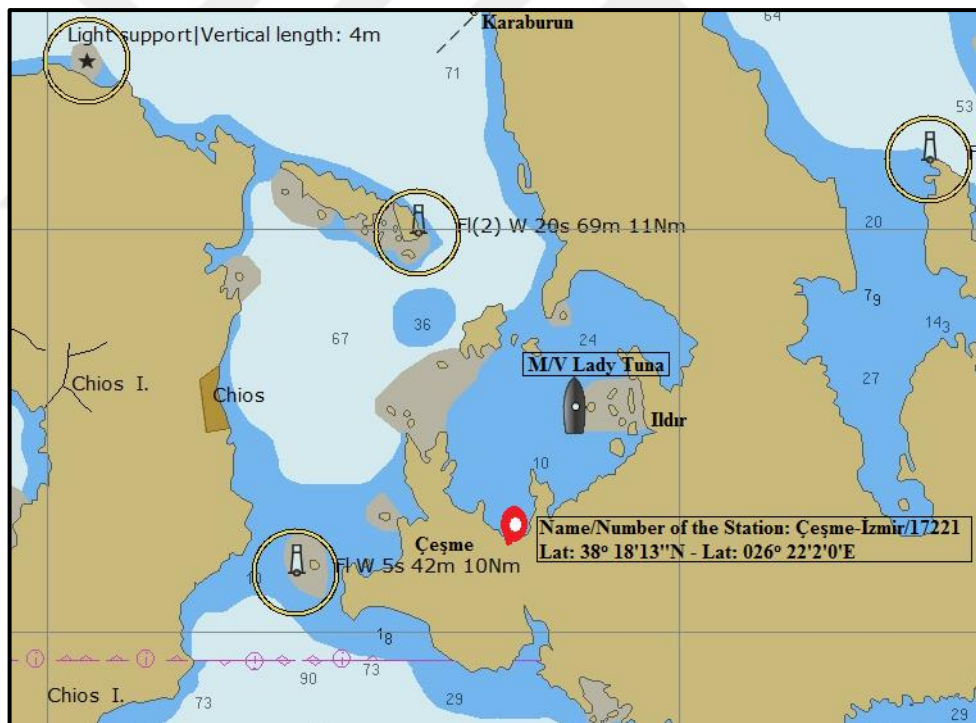 Karaburun
64
Light support|Vertical length: 4m
71
53
Fl(2) W 20s 69m 11Nm
20
7₉
36
14₃
67
24
M/V Lady Tuna
27
Chios I.
Chios
Ildır
10
Name/Number of the Station: Çeşme-İzmir/17221
Lat: 38º 18'13"N - Lat: 026º 22'2'0'E
Çeşme
Fl W 5s 42m 10Nm
1₈
73
90
Chios I.
73
29
29